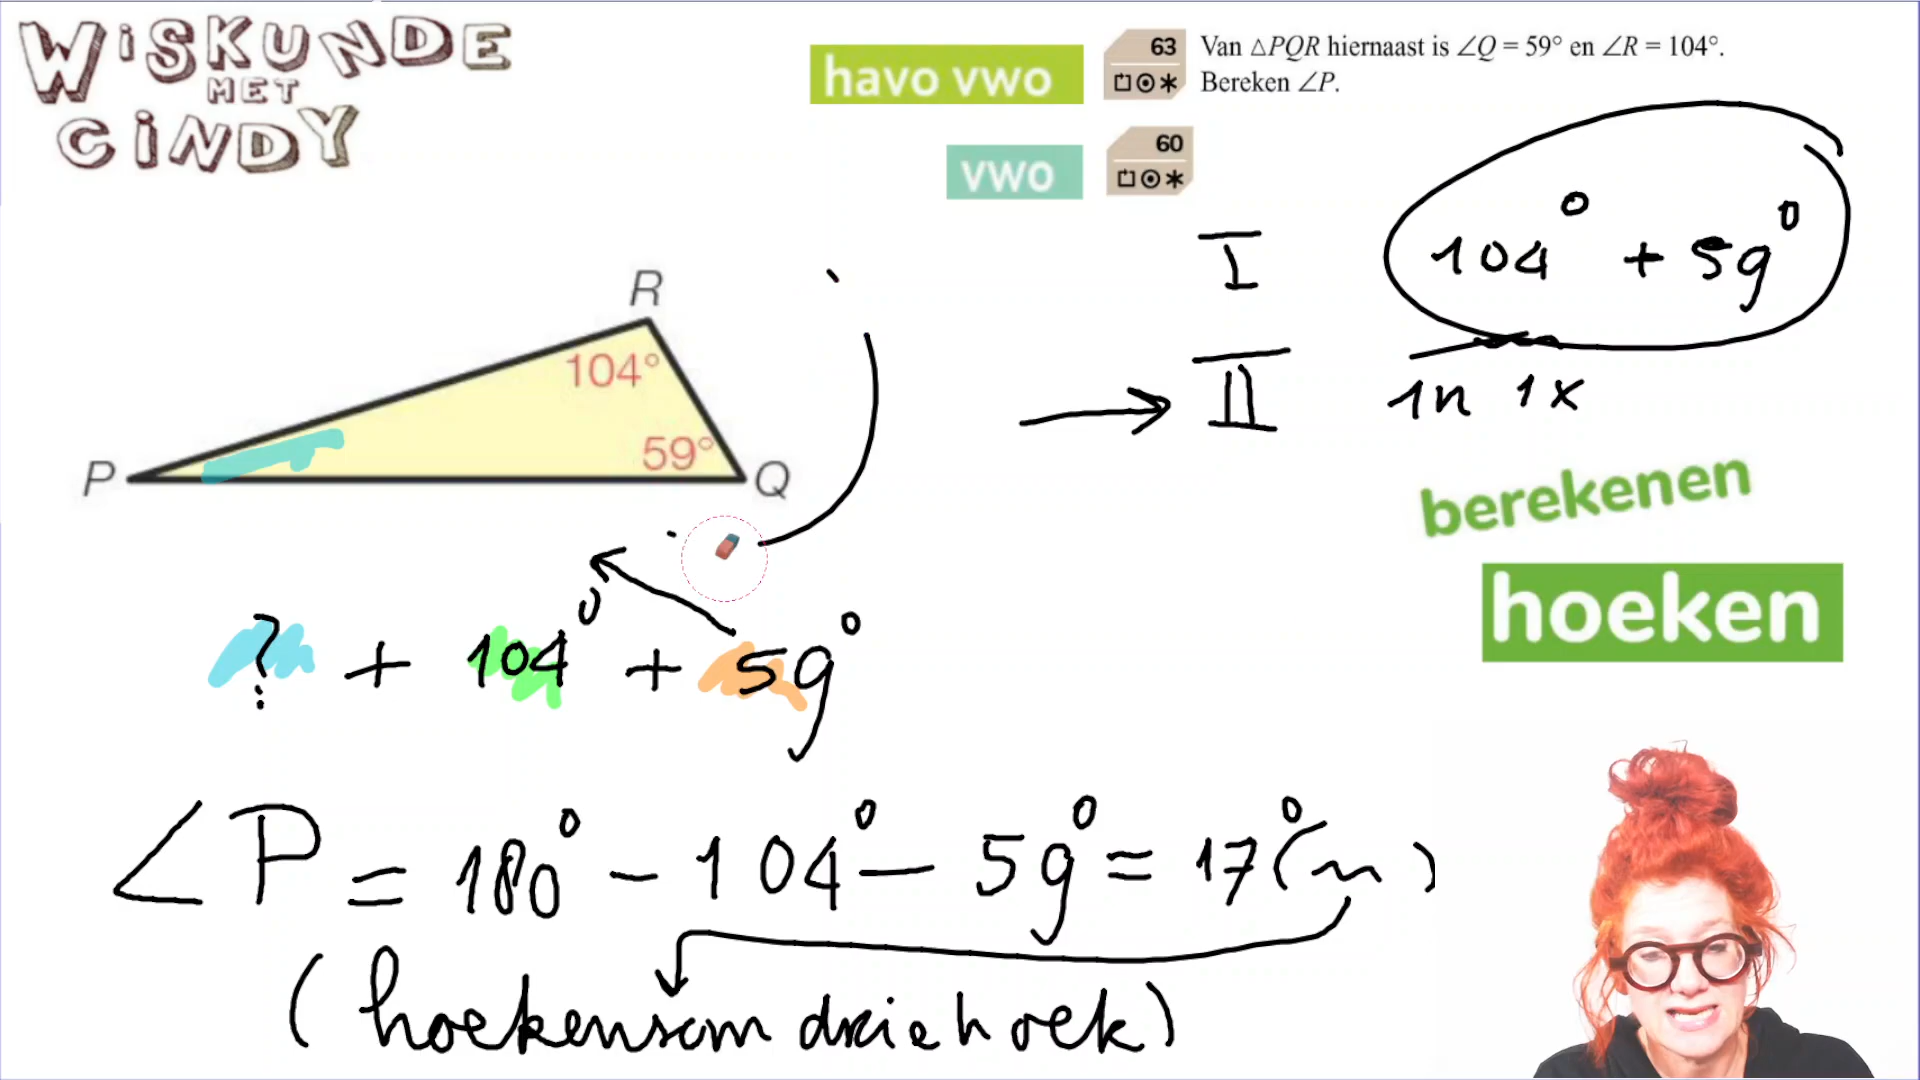 WiSKUNDE
MET
CiNDY
havo vwo
63
Van △PQR hiernaast is ∠Q = 59° en ∠R = 104°.
Bereken ∠P.
vwo
60
I
104° + 59°
II
1n 1x
R
104°
59°
P
Q
berekenen
hoeken
? + 104° + 59°
∠P = 180° - 104° - 59° = 17° ( )
(hoekensom driehoek)